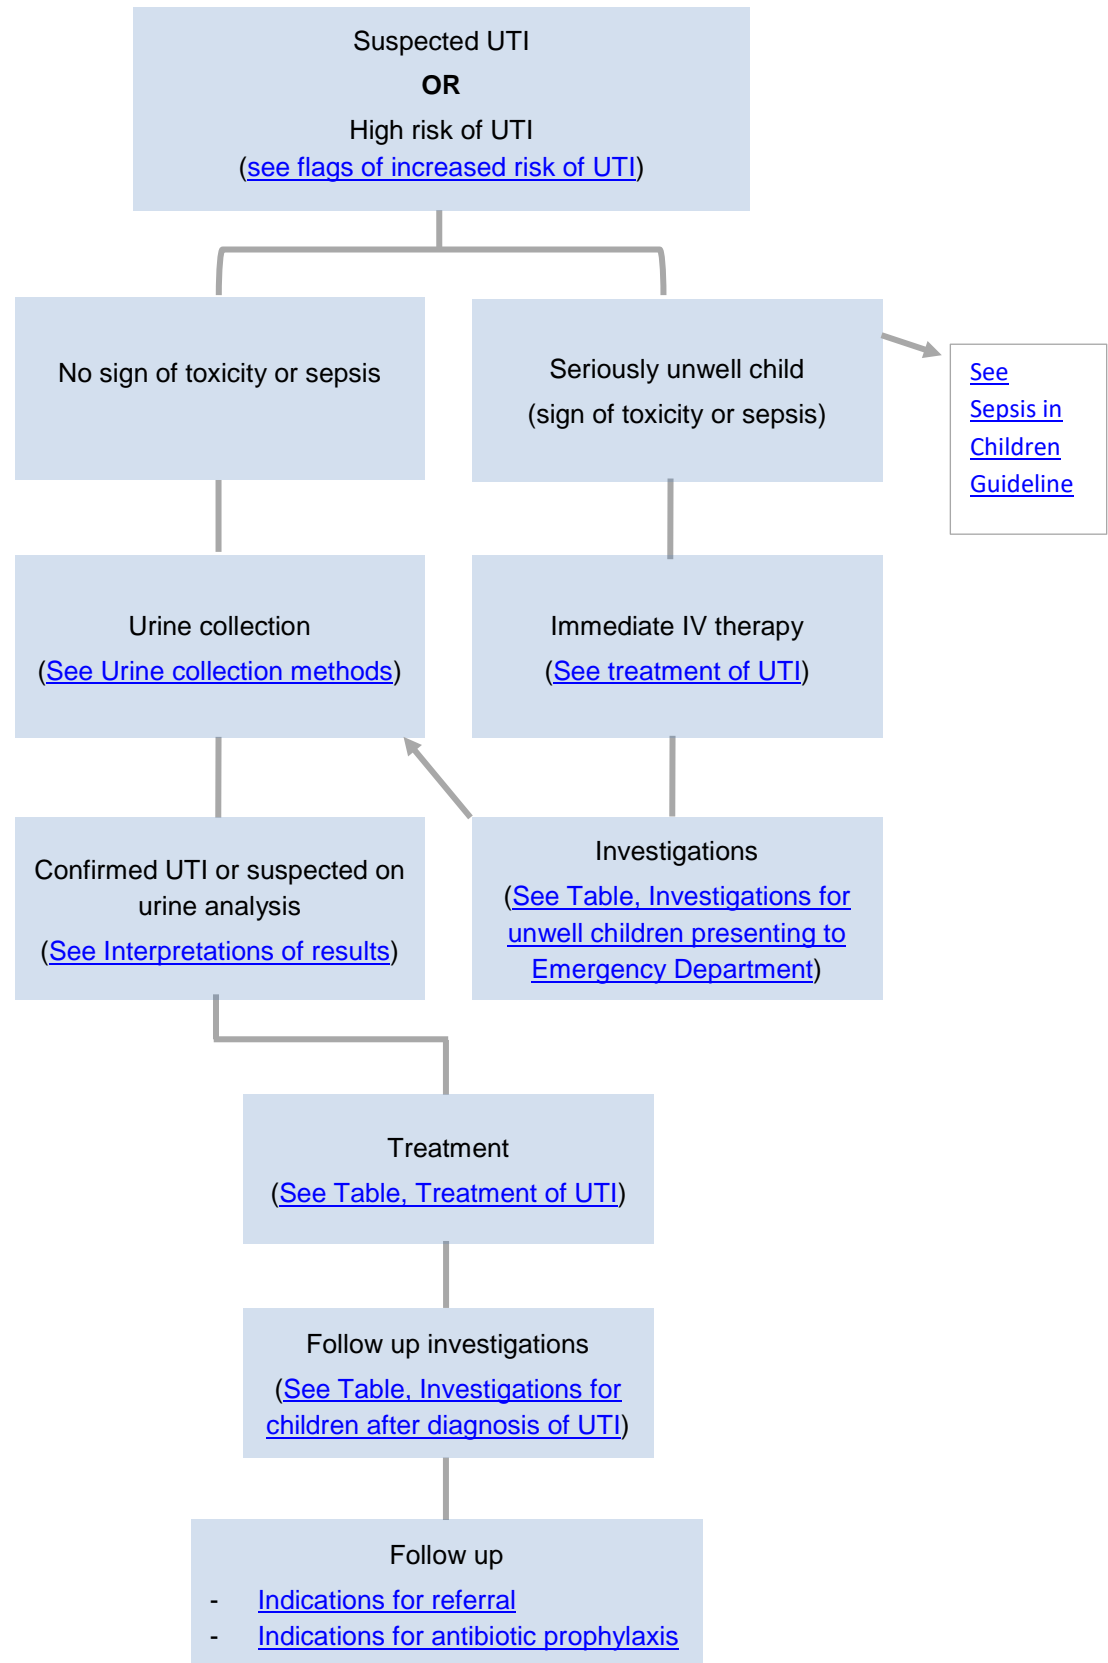 Suspected UTI
OR
High risk of UTI
(see flags of increased risk of UTI)
No sign of toxicity or sepsis
Seriously unwell child
(sign of toxicity or sepsis)
See
Sepsis in
Children
Guideline
Urine collection
(See Urine collection methods)
Immediate IV therapy
(See treatment of UTI)
Confirmed UTI or suspected on
urine analysis
(See Interpretations of results)
Investigations
(See Table, Investigations for
unwell children presenting to
Emergency Department)
Treatment
(See Table, Treatment of UTI)
Follow up investigations
(See Table, Investigations for
children after diagnosis of UTI)
Follow up
- Indications for referral
- Indications for antibiotic prophylaxis